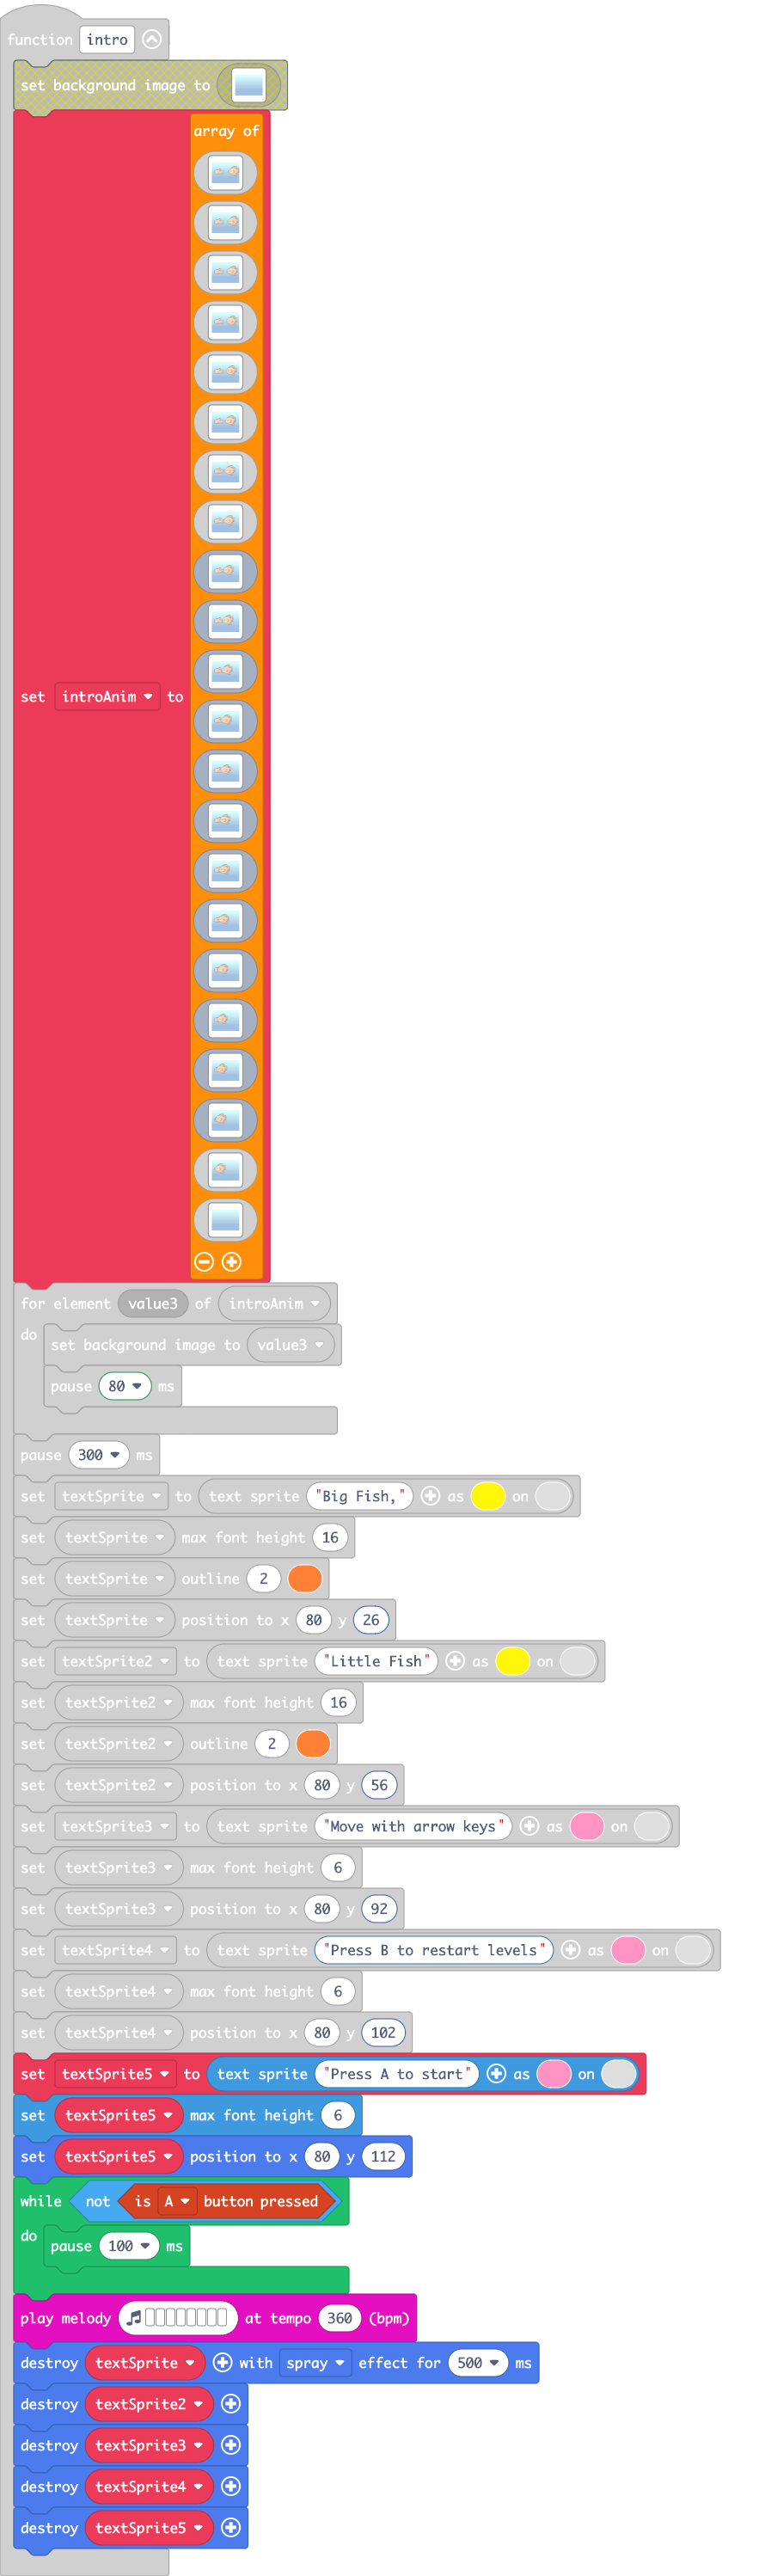 function intro
set background image to
array of
set introAnim to
for element value3 of introAnim
do
set background image to value3
pause 80 ms
pause 300 ms
set textSprite to text sprite "Big Fish," as on
set textSprite max font height 16
set textSprite outline 2
set textSprite position to x 80 y 26
set textSprite2 to text sprite "Little Fish" as on
set textSprite2 max font height 16
set textSprite2 outline 2
set textSprite2 position to x 80 y 56
set textSprite3 to text sprite "Move with arrow keys" as on
set textSprite3 max font height 6
set textSprite3 position to x 80 y 92
set textSprite4 to text sprite "Press B to restart levels" as on
set textSprite4 max font height 6
set textSprite4 position to x 80 y 102
set textSprite5 to text sprite "Press A to start" as on
set textSprite5 max font height 6
set textSprite5 position to x 80 y 112
while not is A button pressed
do
pause 100 ms
play melody at tempo 360 (bpm)
destroy textSprite with spray effect for 500 ms
destroy textSprite2
destroy textSprite3
destroy textSprite4
destroy textSprite5